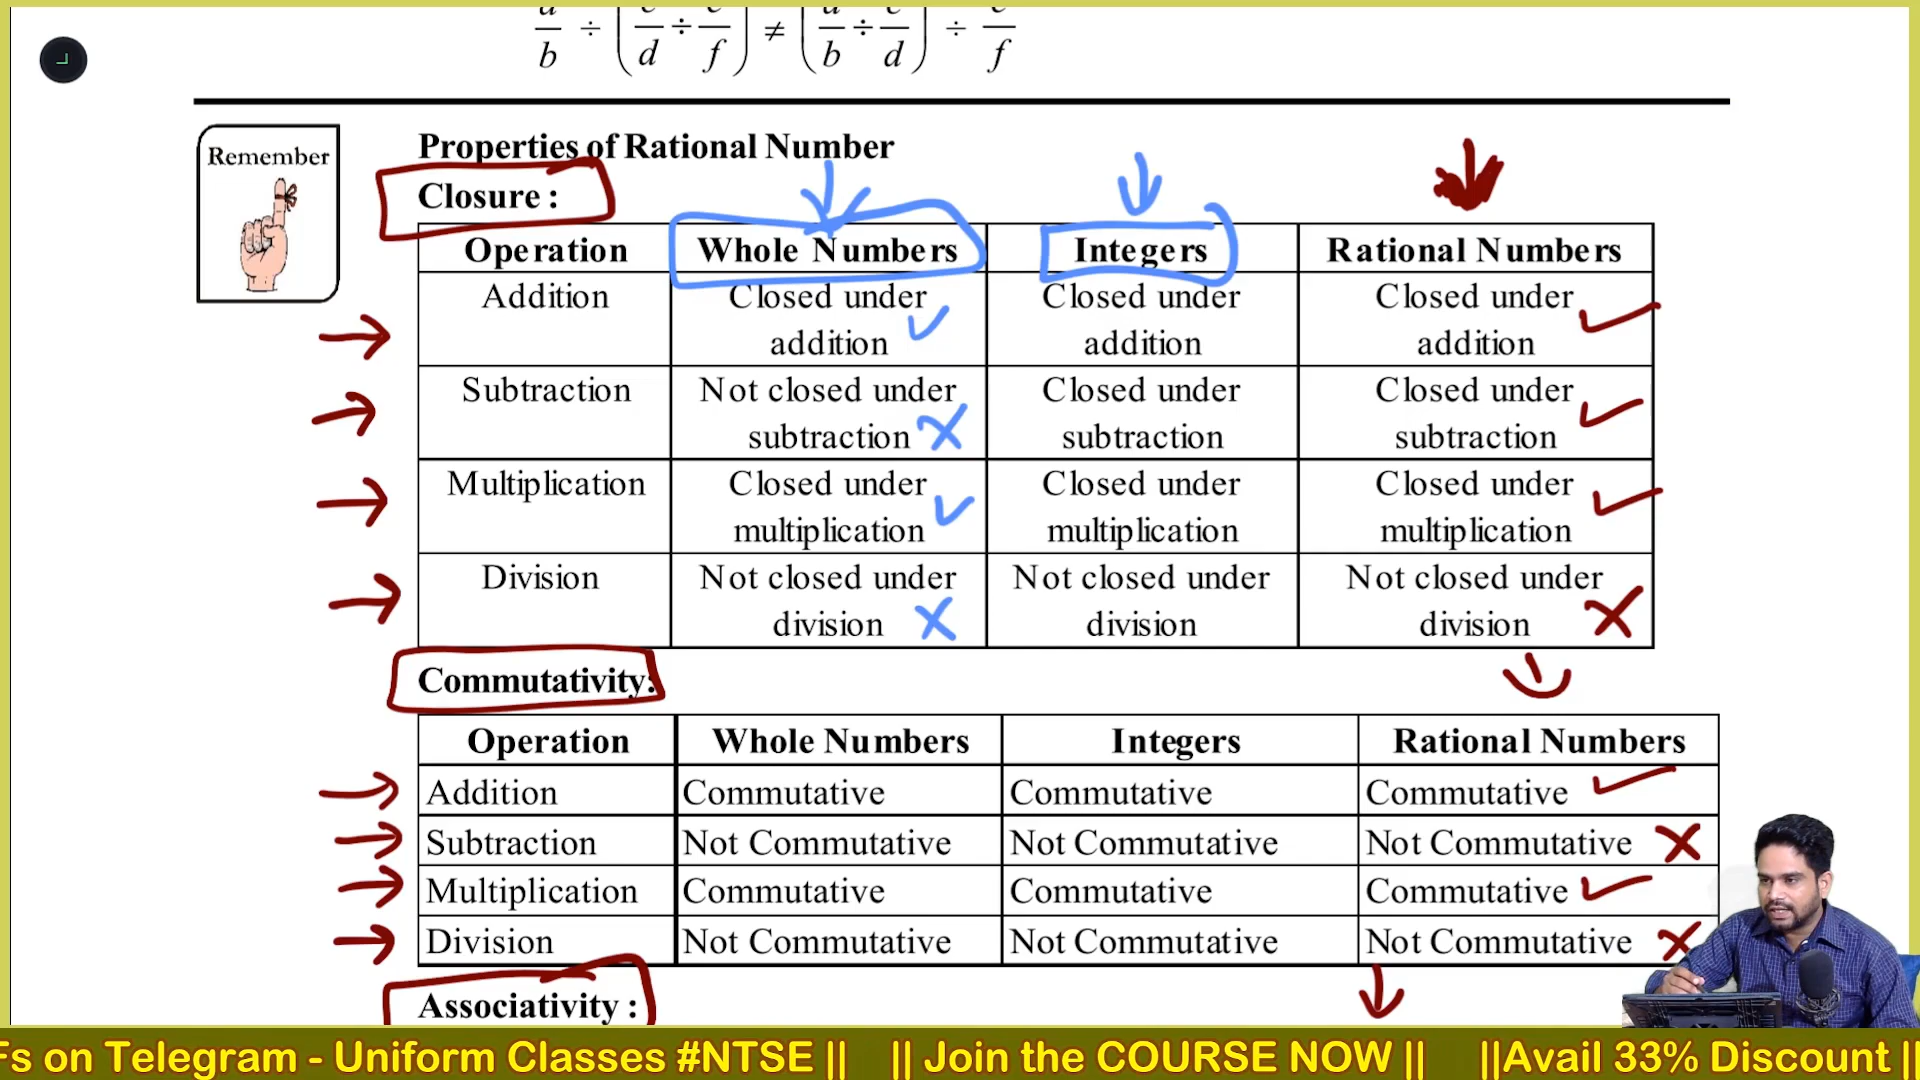 a/b ÷ (c/d ÷ e/f) ≠ (a/b ÷ c/d) ÷ e/f
Remember
Properties of Rational Number
Closure :
Operation Whole Numbers Integers Rational Numbers
Addition Closed under addition Closed under addition Closed under addition
Subtraction Not closed under subtraction Closed under subtraction Closed under subtraction
Multiplication Closed under multiplication Closed under multiplication Closed under multiplication
Division Not closed under division Not closed under division Not closed under division
Commutativity:
Operation Whole Numbers Integers Rational Numbers
Addition Commutative Commutative Commutative
Subtraction Not Commutative Not Commutative Not Commutative
Multiplication Commutative Commutative Commutative
Division Not Commutative Not Commutative Not Commutative
Associativity :
Fs on Telegram - Uniform Classes #NTSE || || Join the COURSE NOW || ||Avail 33% Discount ||